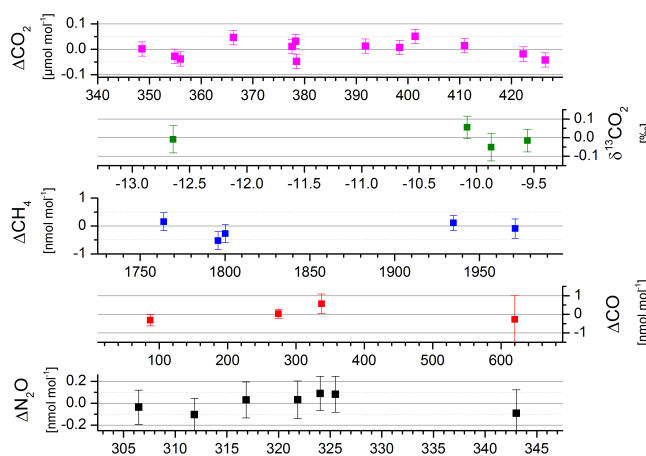 ΔCO₂
[µmol mol⁻¹]
0.1
0.0
-0.1
340 350 360 370 380 390 400 410 420
0.1
0.0
-0.1
δ¹³CO₂
[‰]
-13.0 -12.5 -12.0 -11.5 -11.0 -10.5 -10.0 -9.5
ΔCH₄
[nmol mol⁻¹]
1
0
-1
1750 1800 1850 1900 1950
1
0
-1
ΔCO
[nmol mol⁻¹]
100 200 300 400 500 600
ΔN₂O
[nmol mol⁻¹]
0.2
0.0
-0.2
305 310 315 320 325 330 335 340 345